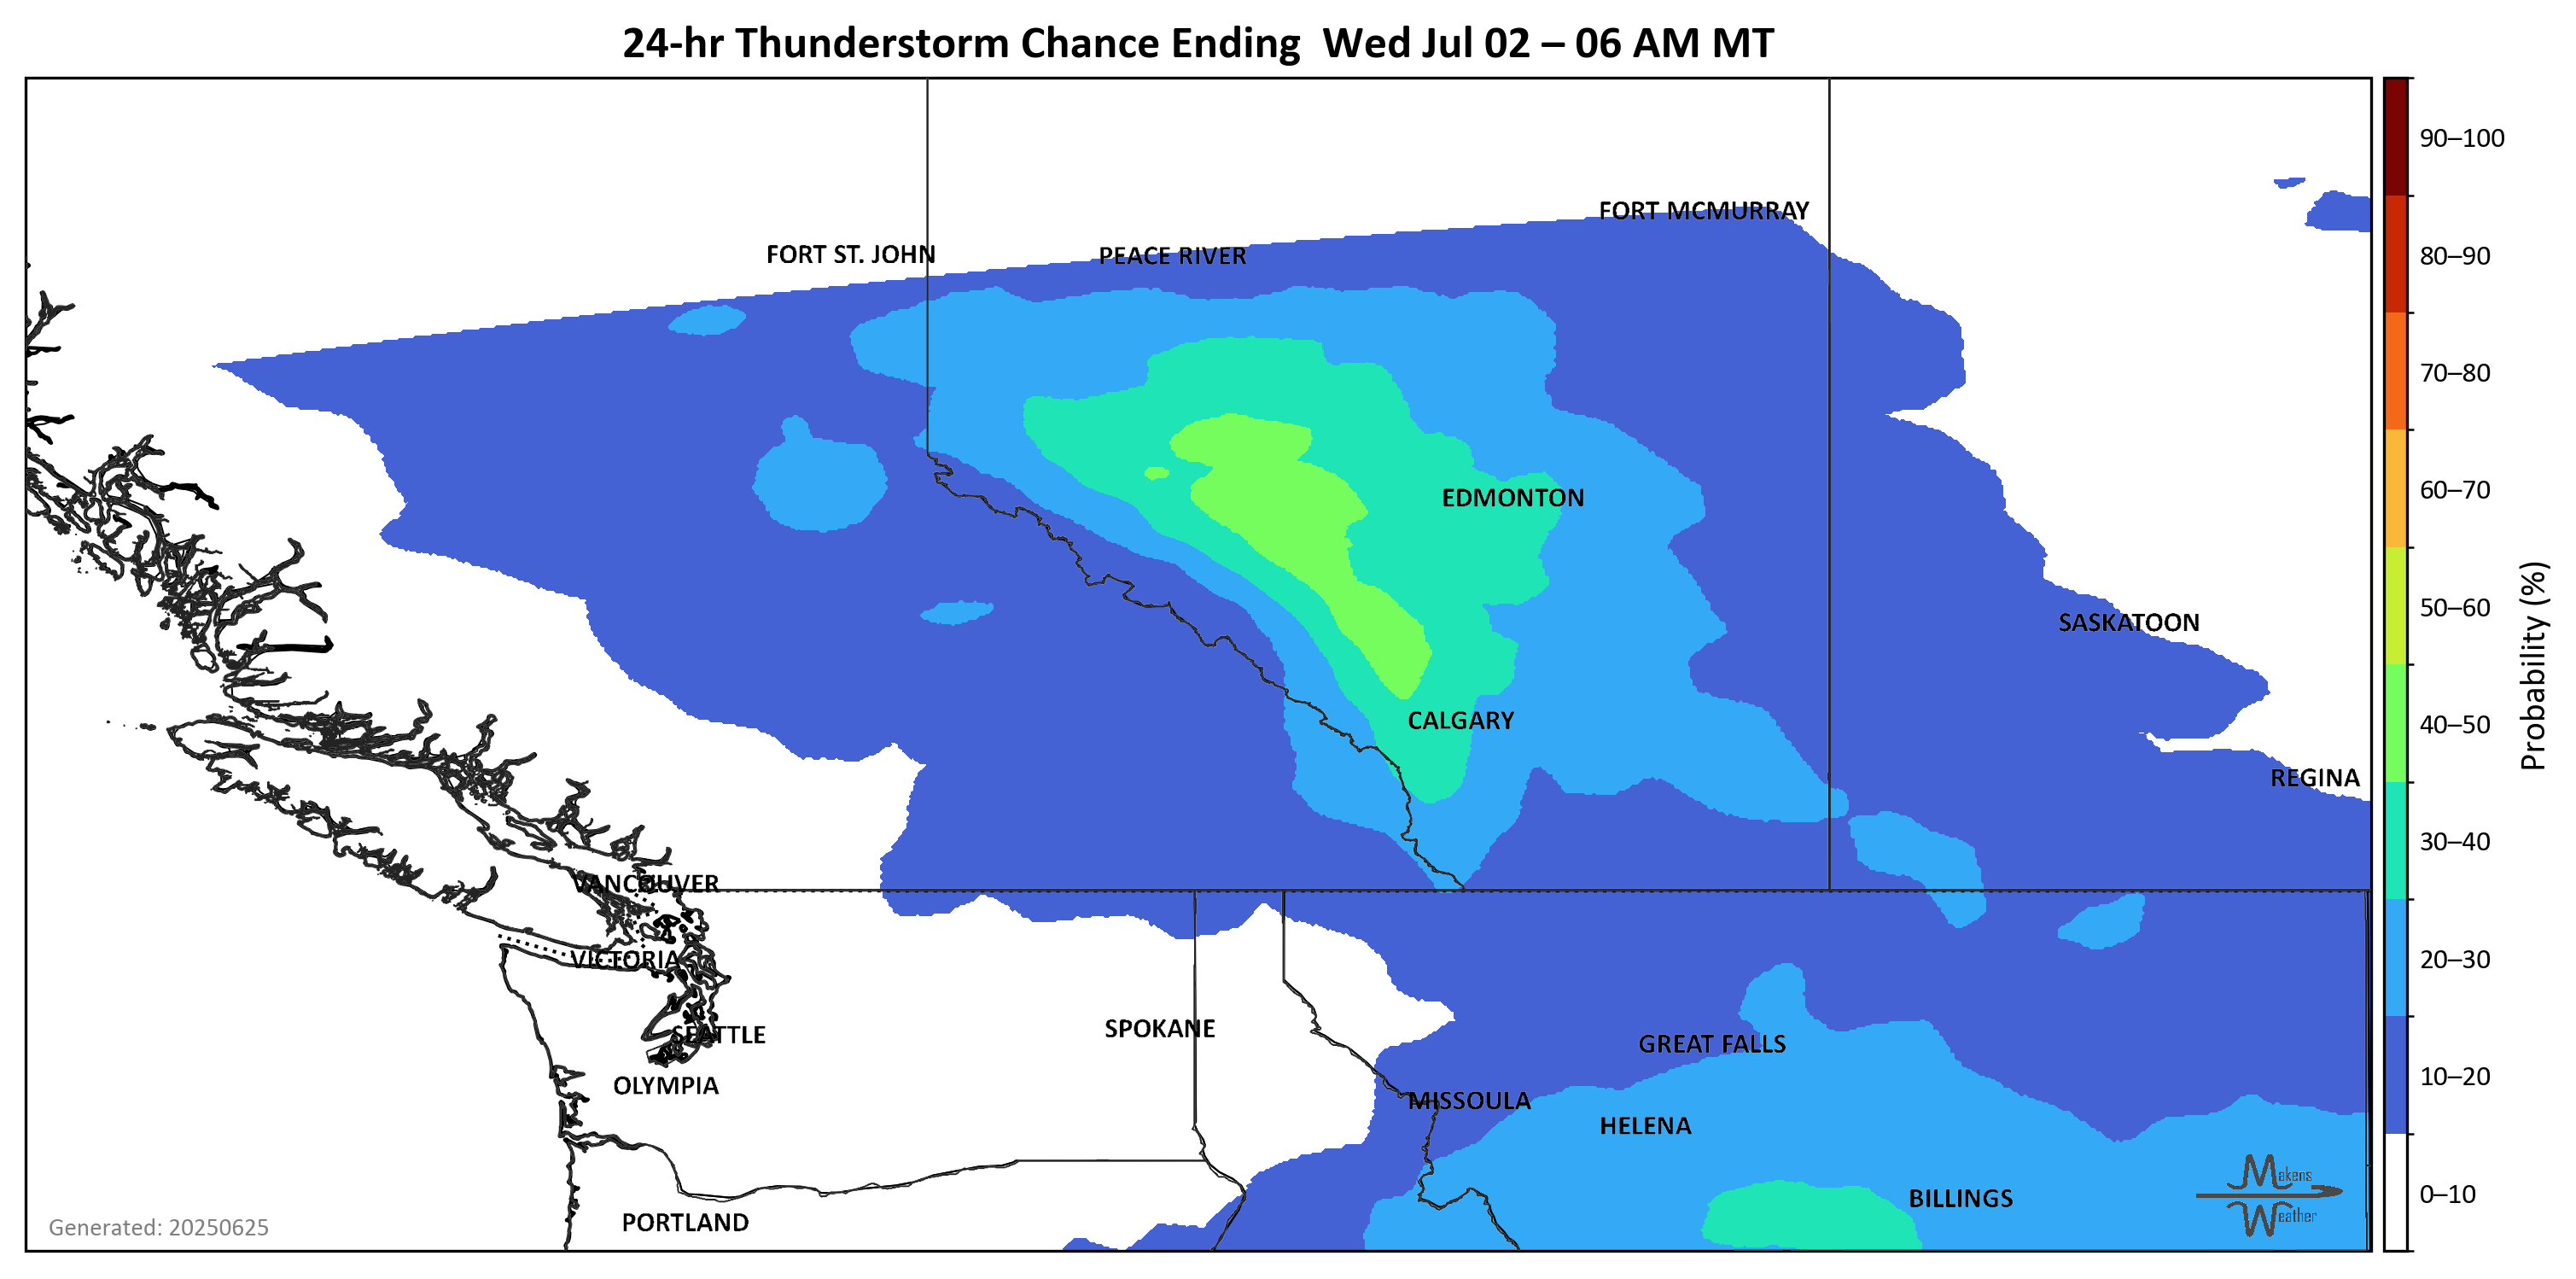 24-hr Thunderstorm Chance Ending  Wed Jul 02 – 06 AM MT
90–100
FORT MCMURRAY
FORT ST. JOHN
PEACE RIVER
80–90
70–80
EDMONTON
60–70
SASKATOON
50–60
Probability (%)
CALGARY
40–50
REGINA
30–40
VANCOUVER
VICTORIA
20–30
SPOKANE
SEATTLE
GREAT FALLS
OLYMPIA
10–20
MISSOULA
HELENA
Makens
Weather
BILLINGS
0–10
PORTLAND
Generated: 20250625